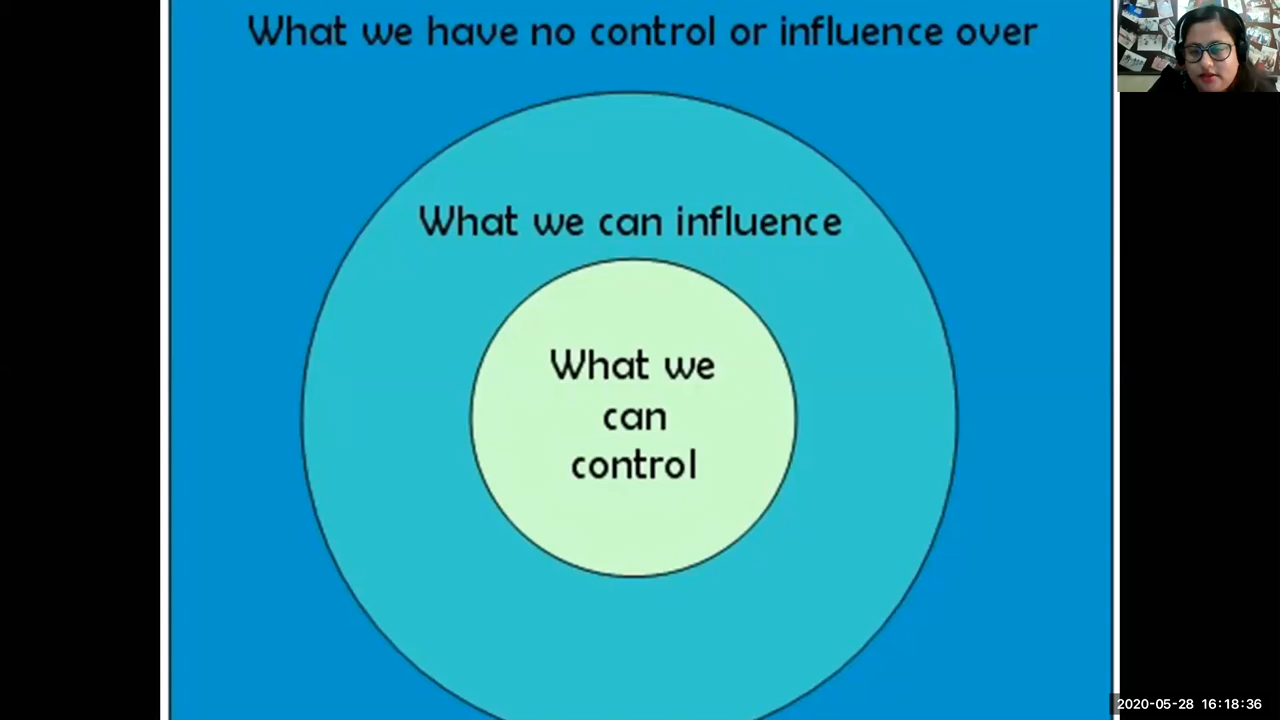 What we have no control or influence over
What we can influence
What we
can
control
2020-05-28 16:18:36